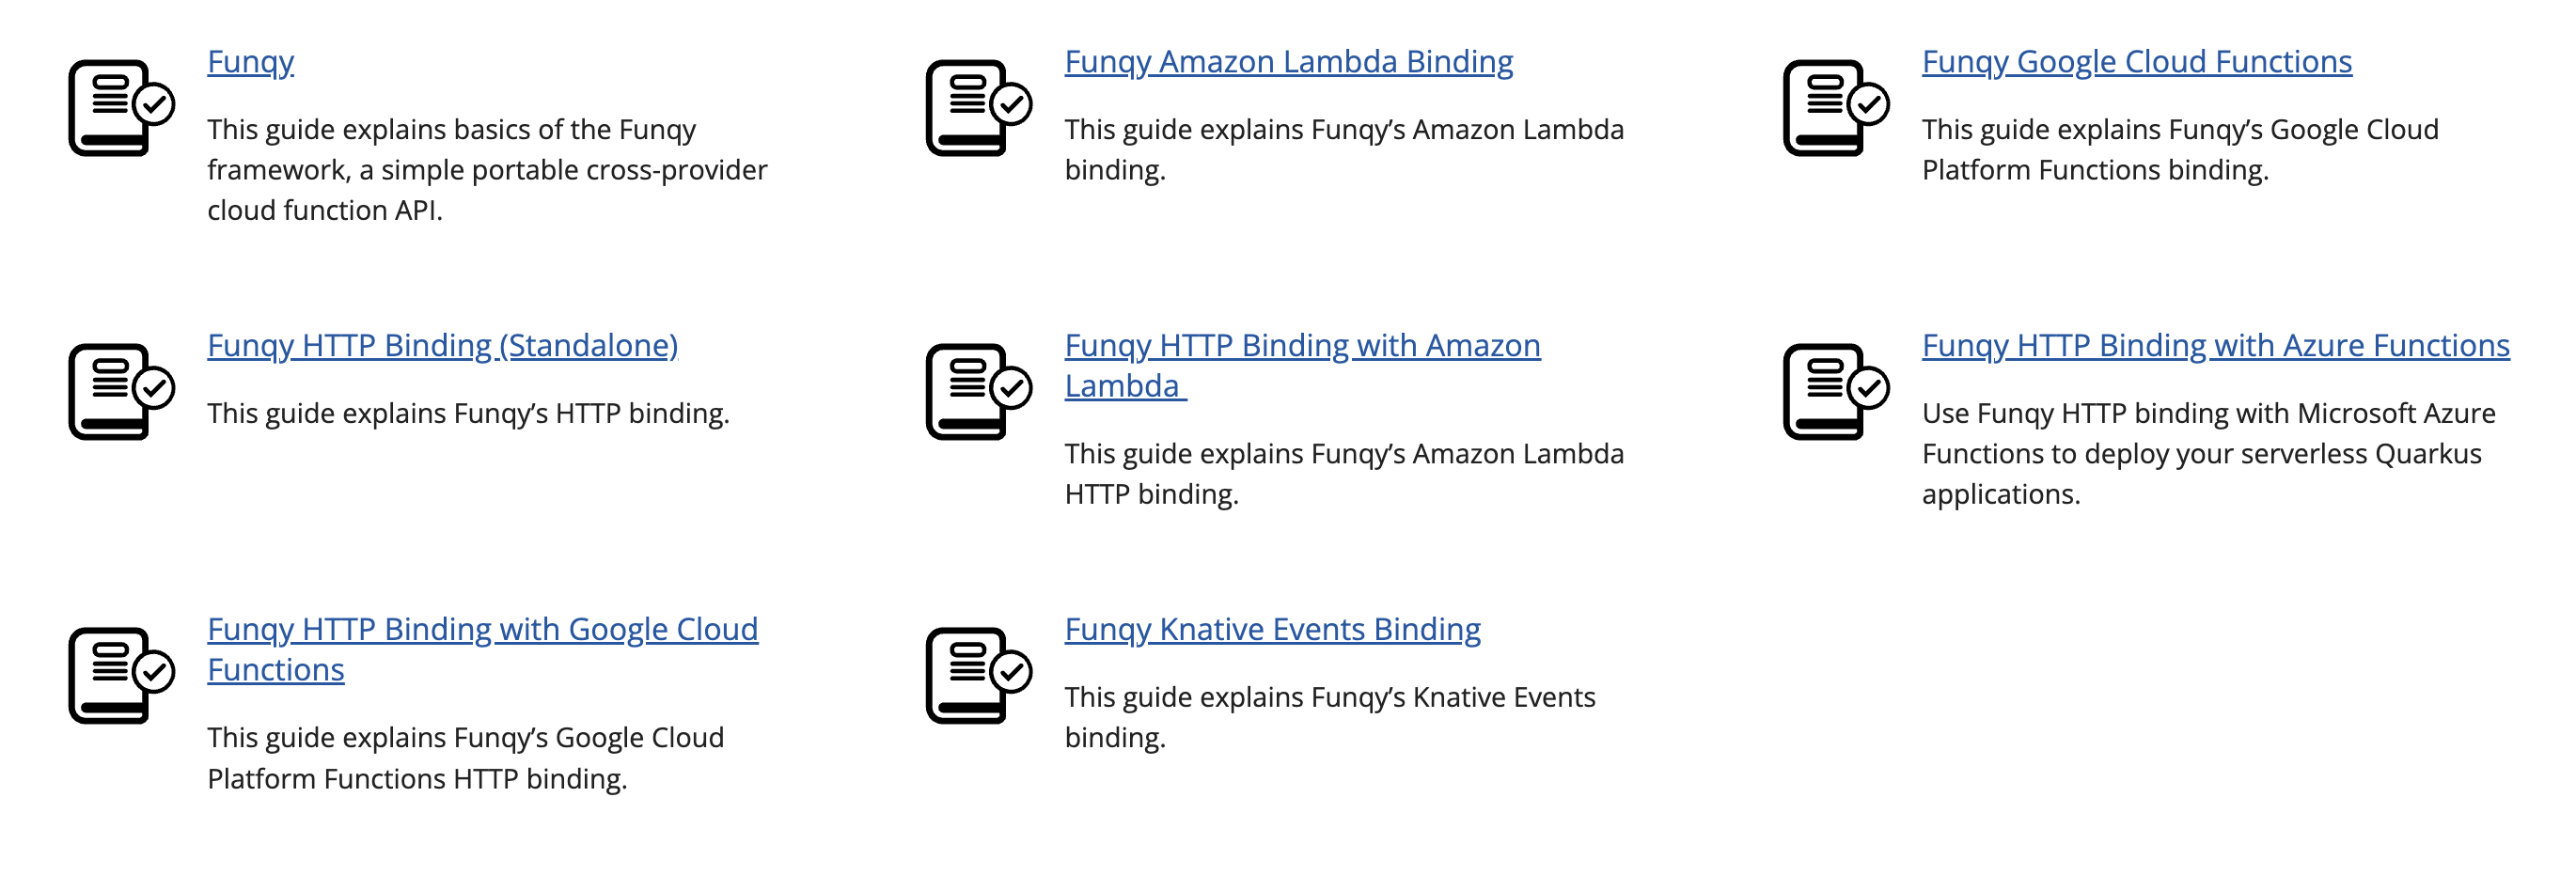 Funqy
This guide explains basics of the Funqy
framework, a simple portable cross-provider
cloud function API.
Funqy Amazon Lambda Binding
This guide explains Funqy’s Amazon Lambda
binding.
Funqy Google Cloud Functions
This guide explains Funqy’s Google Cloud
Platform Functions binding.
Funqy HTTP Binding (Standalone)
This guide explains Funqy’s HTTP binding.
Funqy HTTP Binding with Amazon
Lambda
This guide explains Funqy’s Amazon Lambda
HTTP binding.
Funqy HTTP Binding with Azure Functions
Use Funqy HTTP binding with Microsoft Azure
Functions to deploy your serverless Quarkus
applications.
Funqy HTTP Binding with Google Cloud
Functions
This guide explains Funqy’s Google Cloud
Platform Functions HTTP binding.
Funqy Knative Events Binding
This guide explains Funqy’s Knative Events
binding.